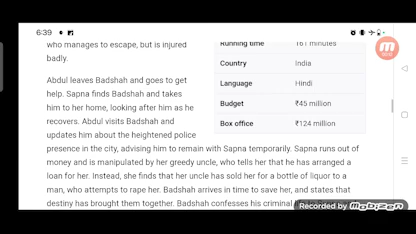 6:39
who manages to escape, but is injured
badly.
Running time 161 minutes
Country India
Language Hindi
Budget ₹45 million
Box office ₹124 million
Abdul leaves Badshah and goes to get
help. Sapna finds Badshah and takes
him to her home, looking after him as he
recovers. Abdul visits Badshah and
updates him about the heightened police
presence in the city, advising him to remain with Sapna temporarily. Sapna runs out of
money and is manipulated by her greedy uncle, who tells her that he has arranged a
loan for her. Instead, she finds that her uncle has sold her for a bottle of liquor to a
man, who attempts to rape her. Badshah arrives in time to save her, and states that
destiny has brought them together. Badshah confesses his criminal
Recorded by Mobizen